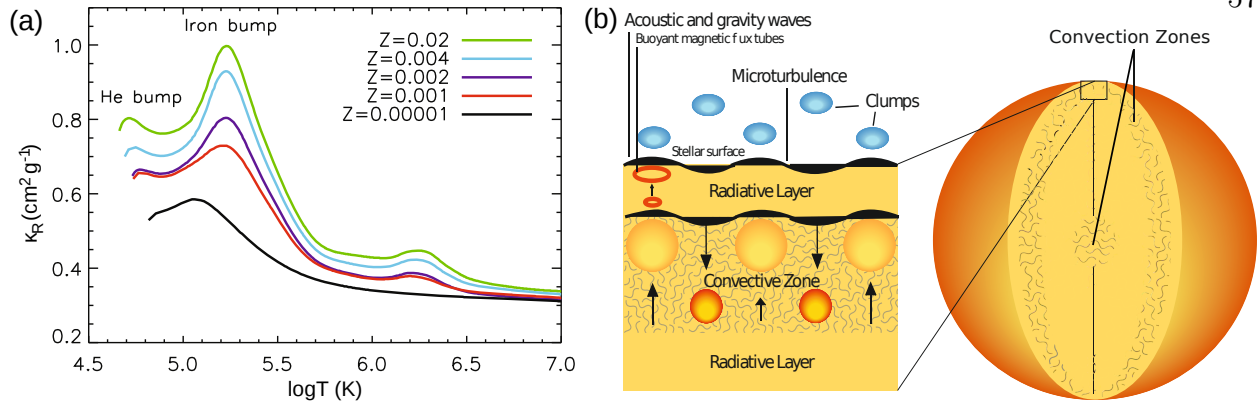 57
(a)
Iron bump
He bump
Z=0.02
Z=0.004
Z=0.002
Z=0.001
Z=0.00001
1.0
0.8
0.6
0.4
0.2
κR(cm² g⁻¹)
4.5 5.0 5.5 6.0 6.5 7.0
logT (K)
(b)
Acoustic and gravity waves
Buoyant magnetic f ux tubes
Microturbulence
Clumps
Stellar surface
Radiative Layer
Convective Zone
Radiative Layer
Convection Zones